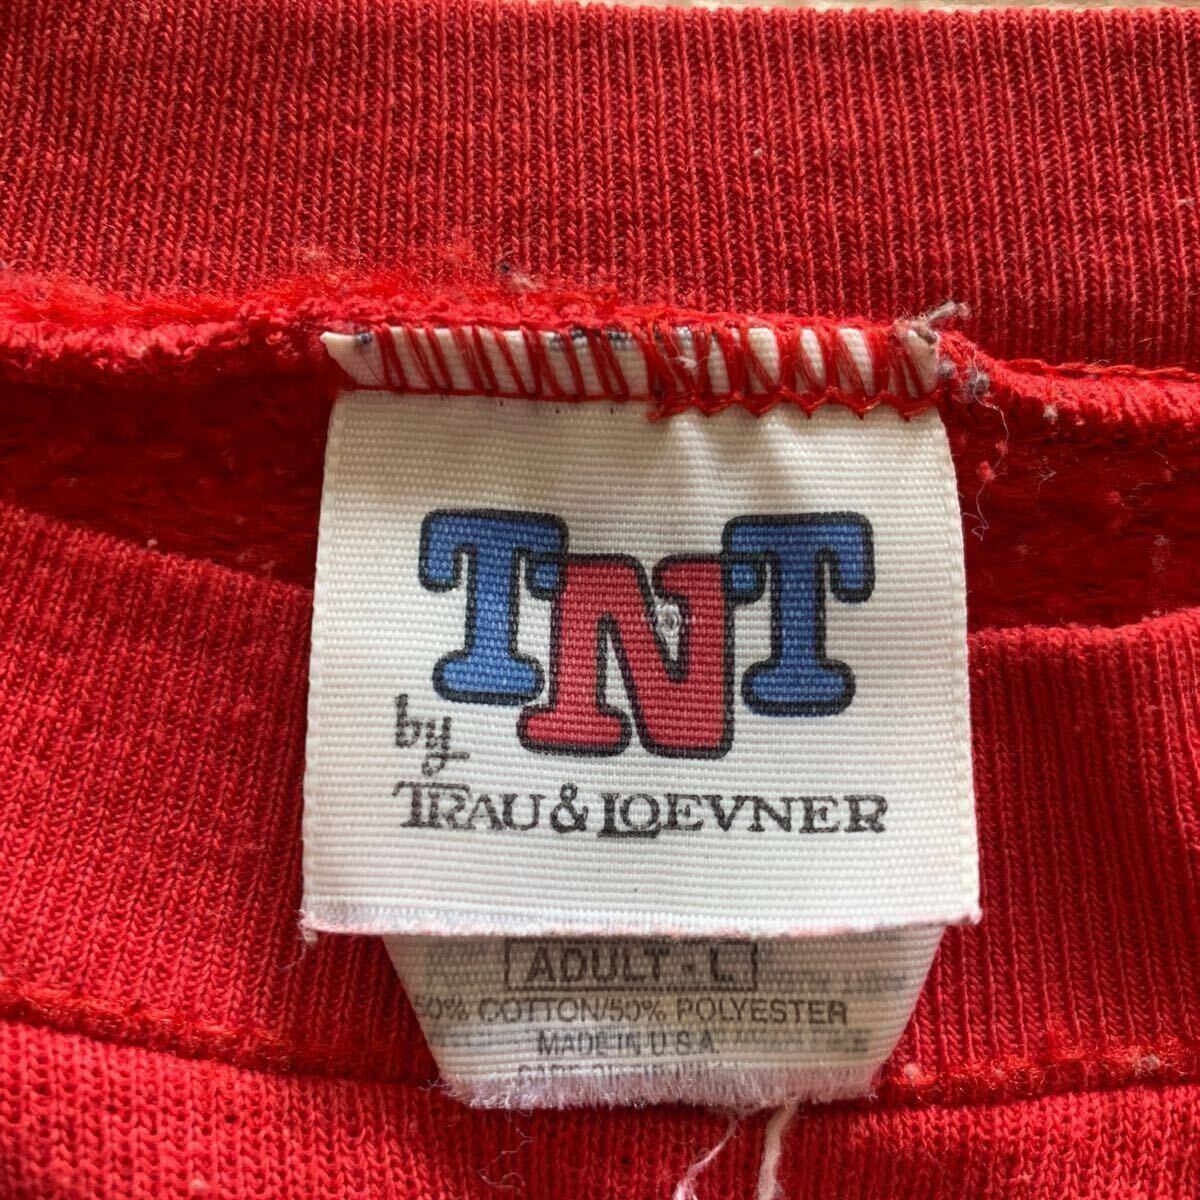 TNT
by
TRAU & LOEVNER
ADULT - L
50% COTTON/50% POLYESTER
MADE IN U.S.A.